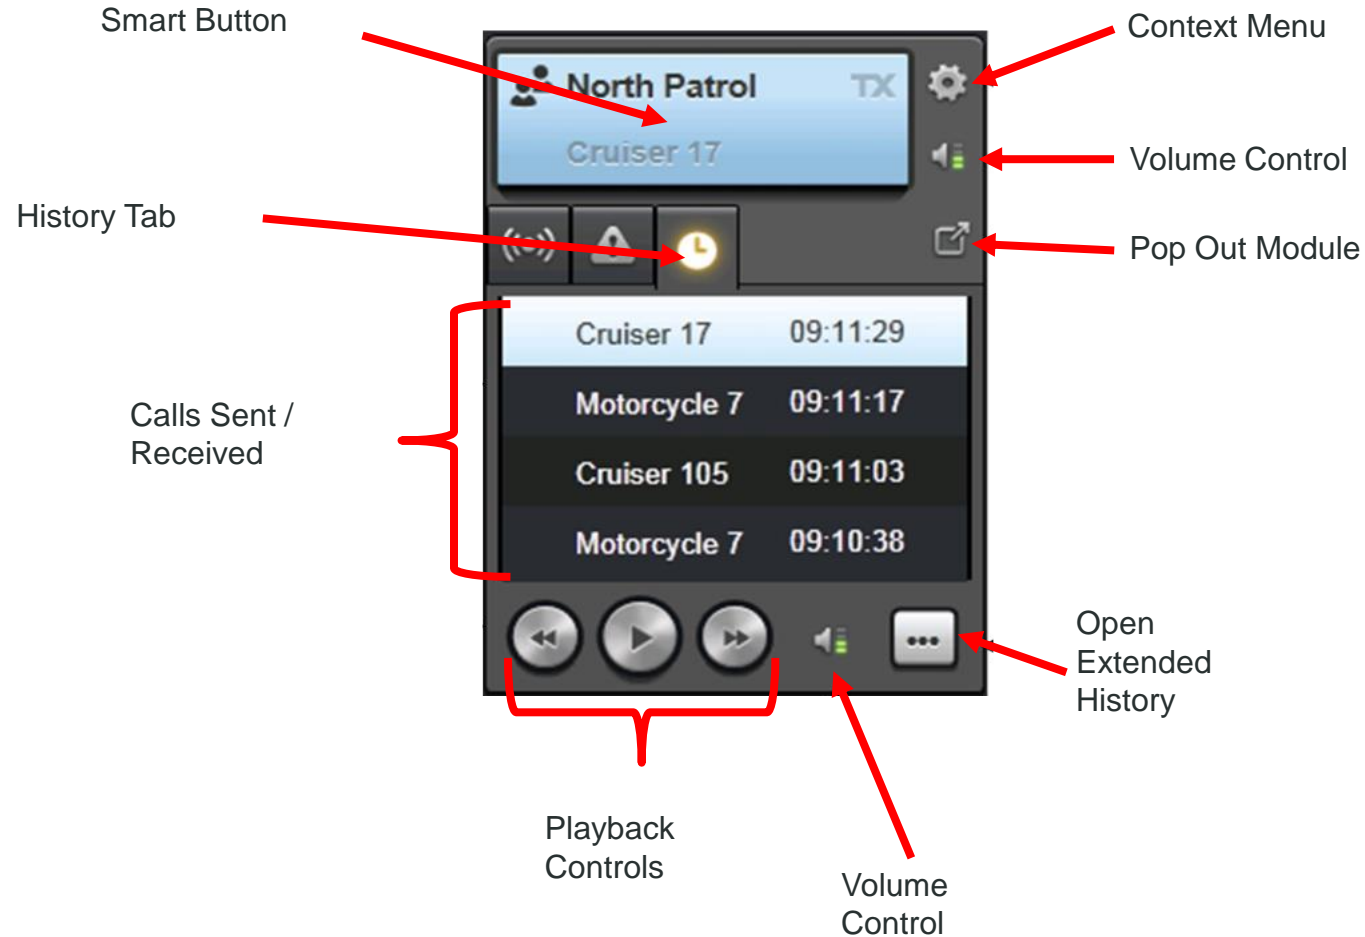 Smart Button
Context Menu
North Patrol TX
Cruiser 17
Volume Control
History Tab
Pop Out Module
Cruiser 17 09:11:29
Motorcycle 7 09:11:17
Calls Sent /
Received
Cruiser 105 09:11:03
Motorcycle 7 09:10:38
Open
Extended
History
Playback
Controls
Volume
Control